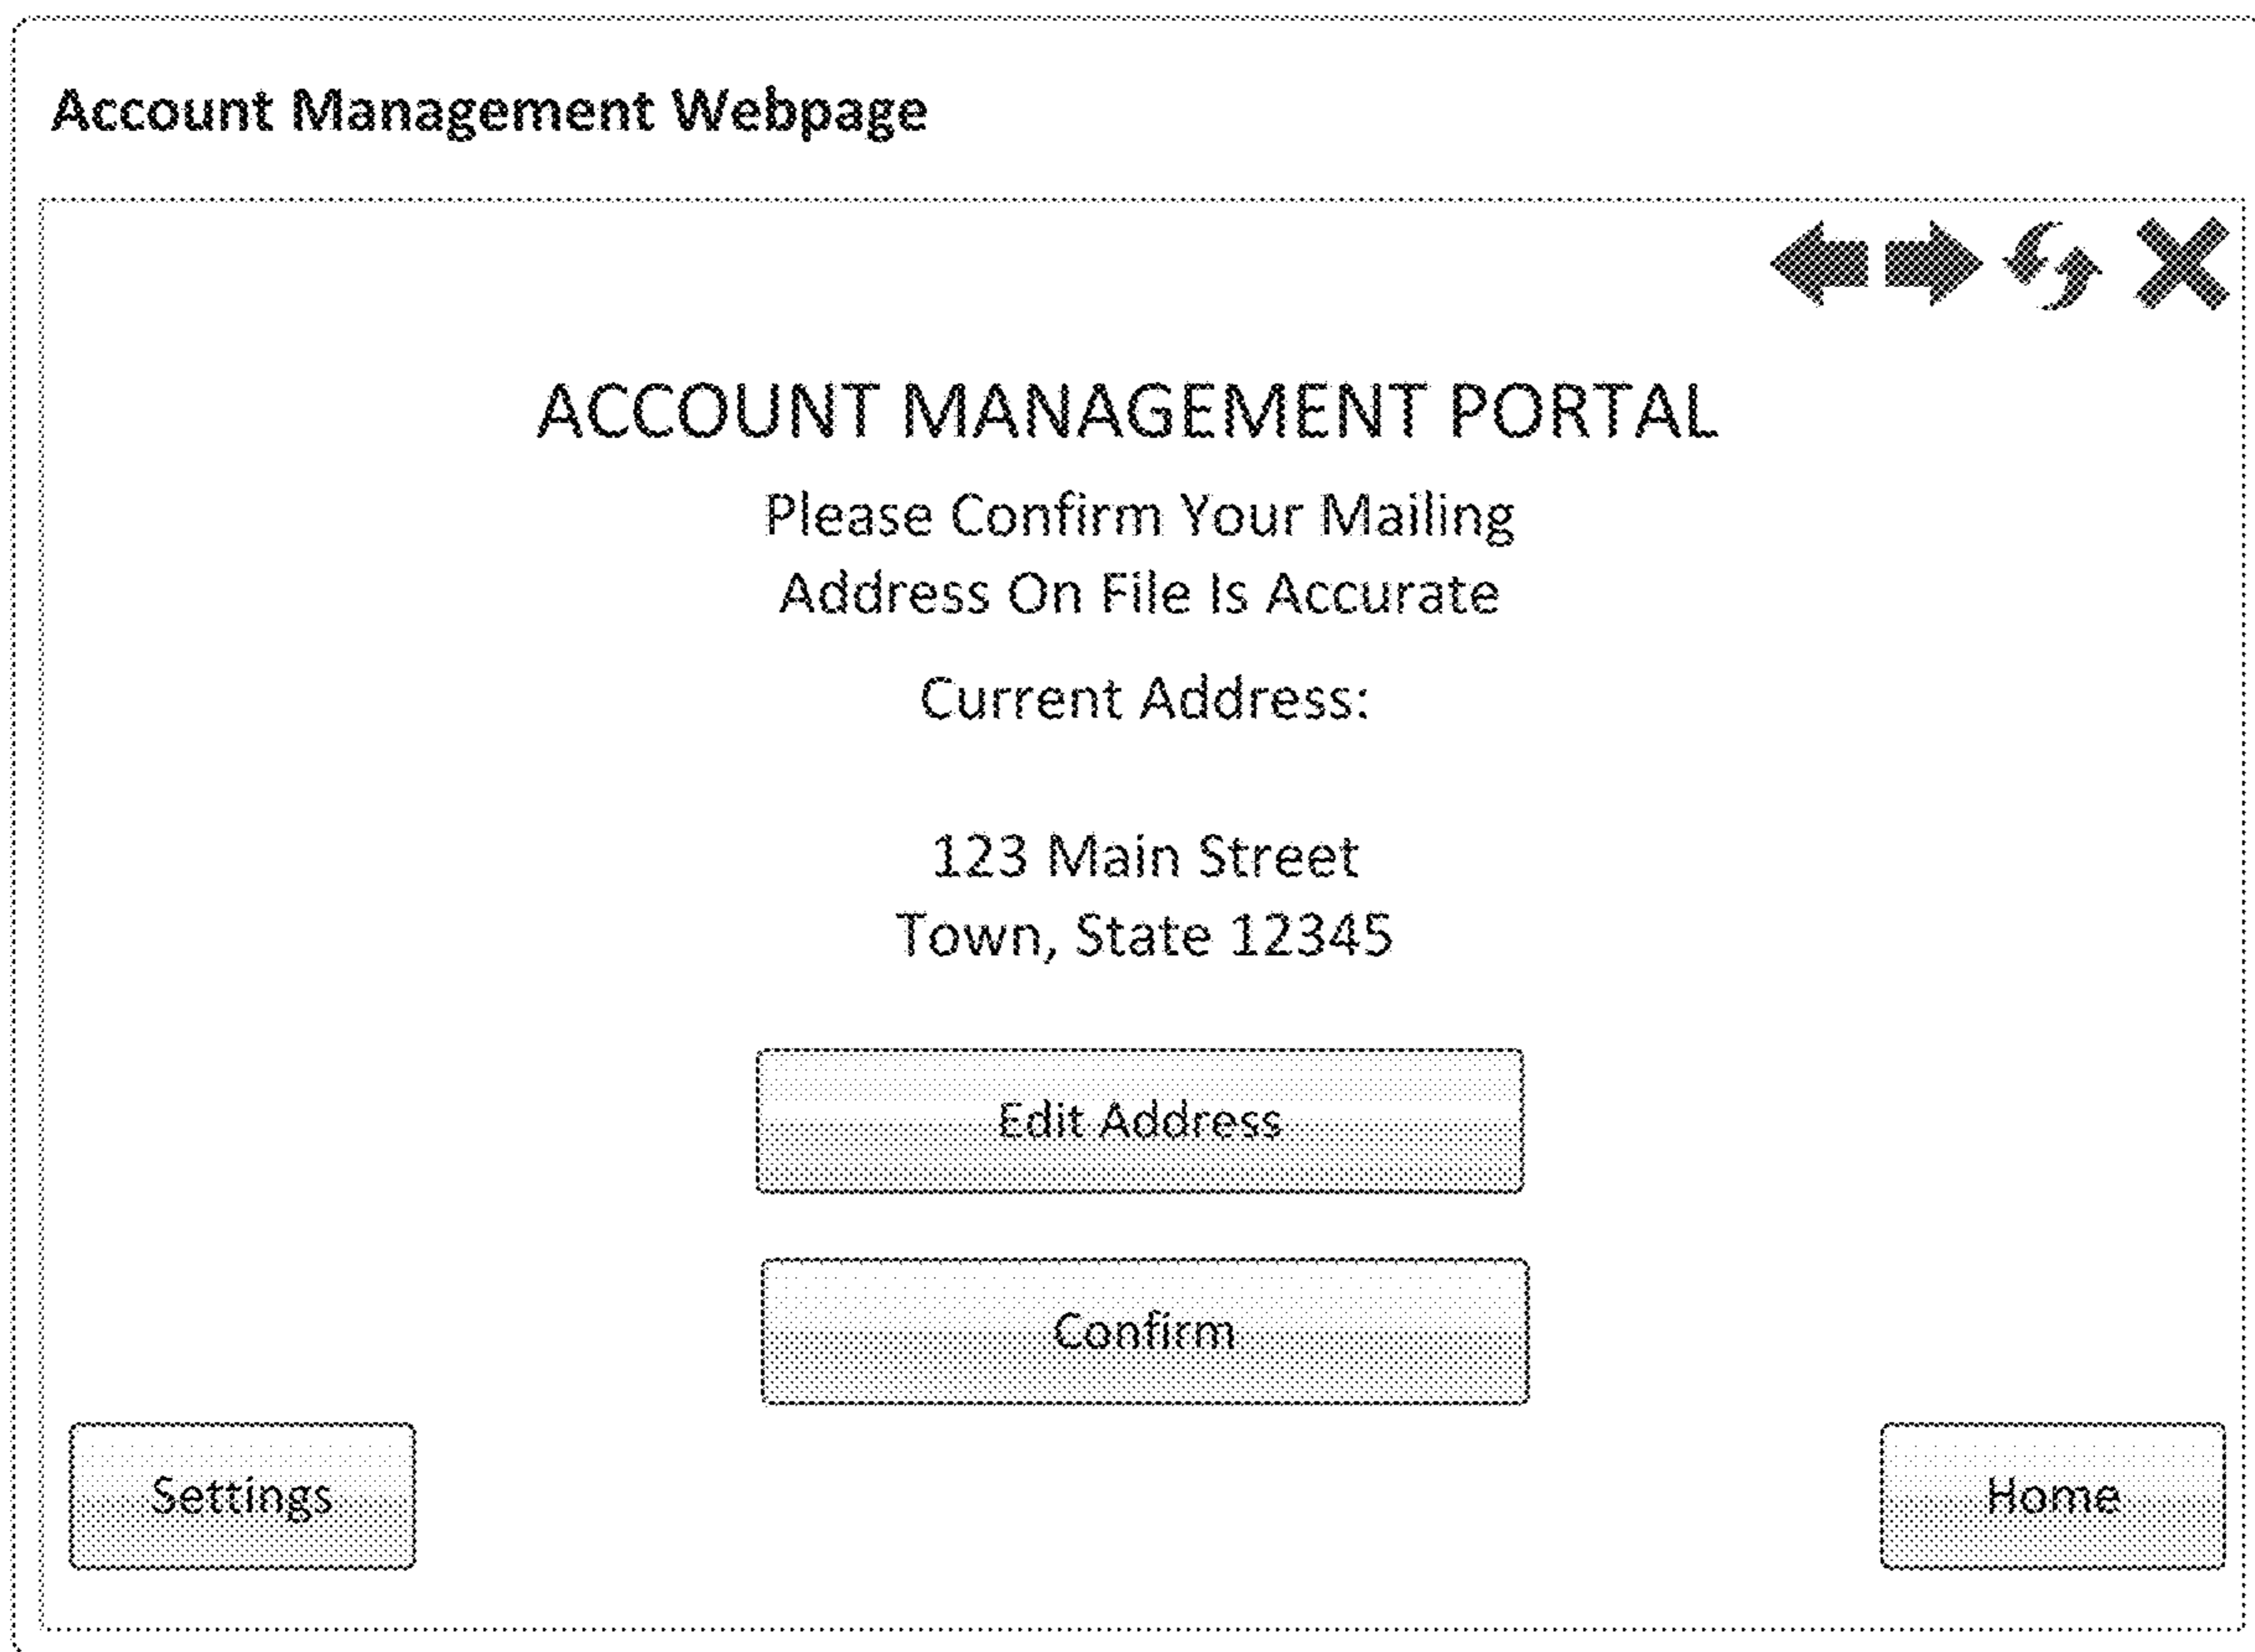 Account Management Webpage
ACCOUNT MANAGEMENT PORTAL
Please Confirm Your Mailing
Address On File Is Accurate
Current Address:
123 Main Street
Town, State 12345
Edit Address
Confirm
Settings
Home